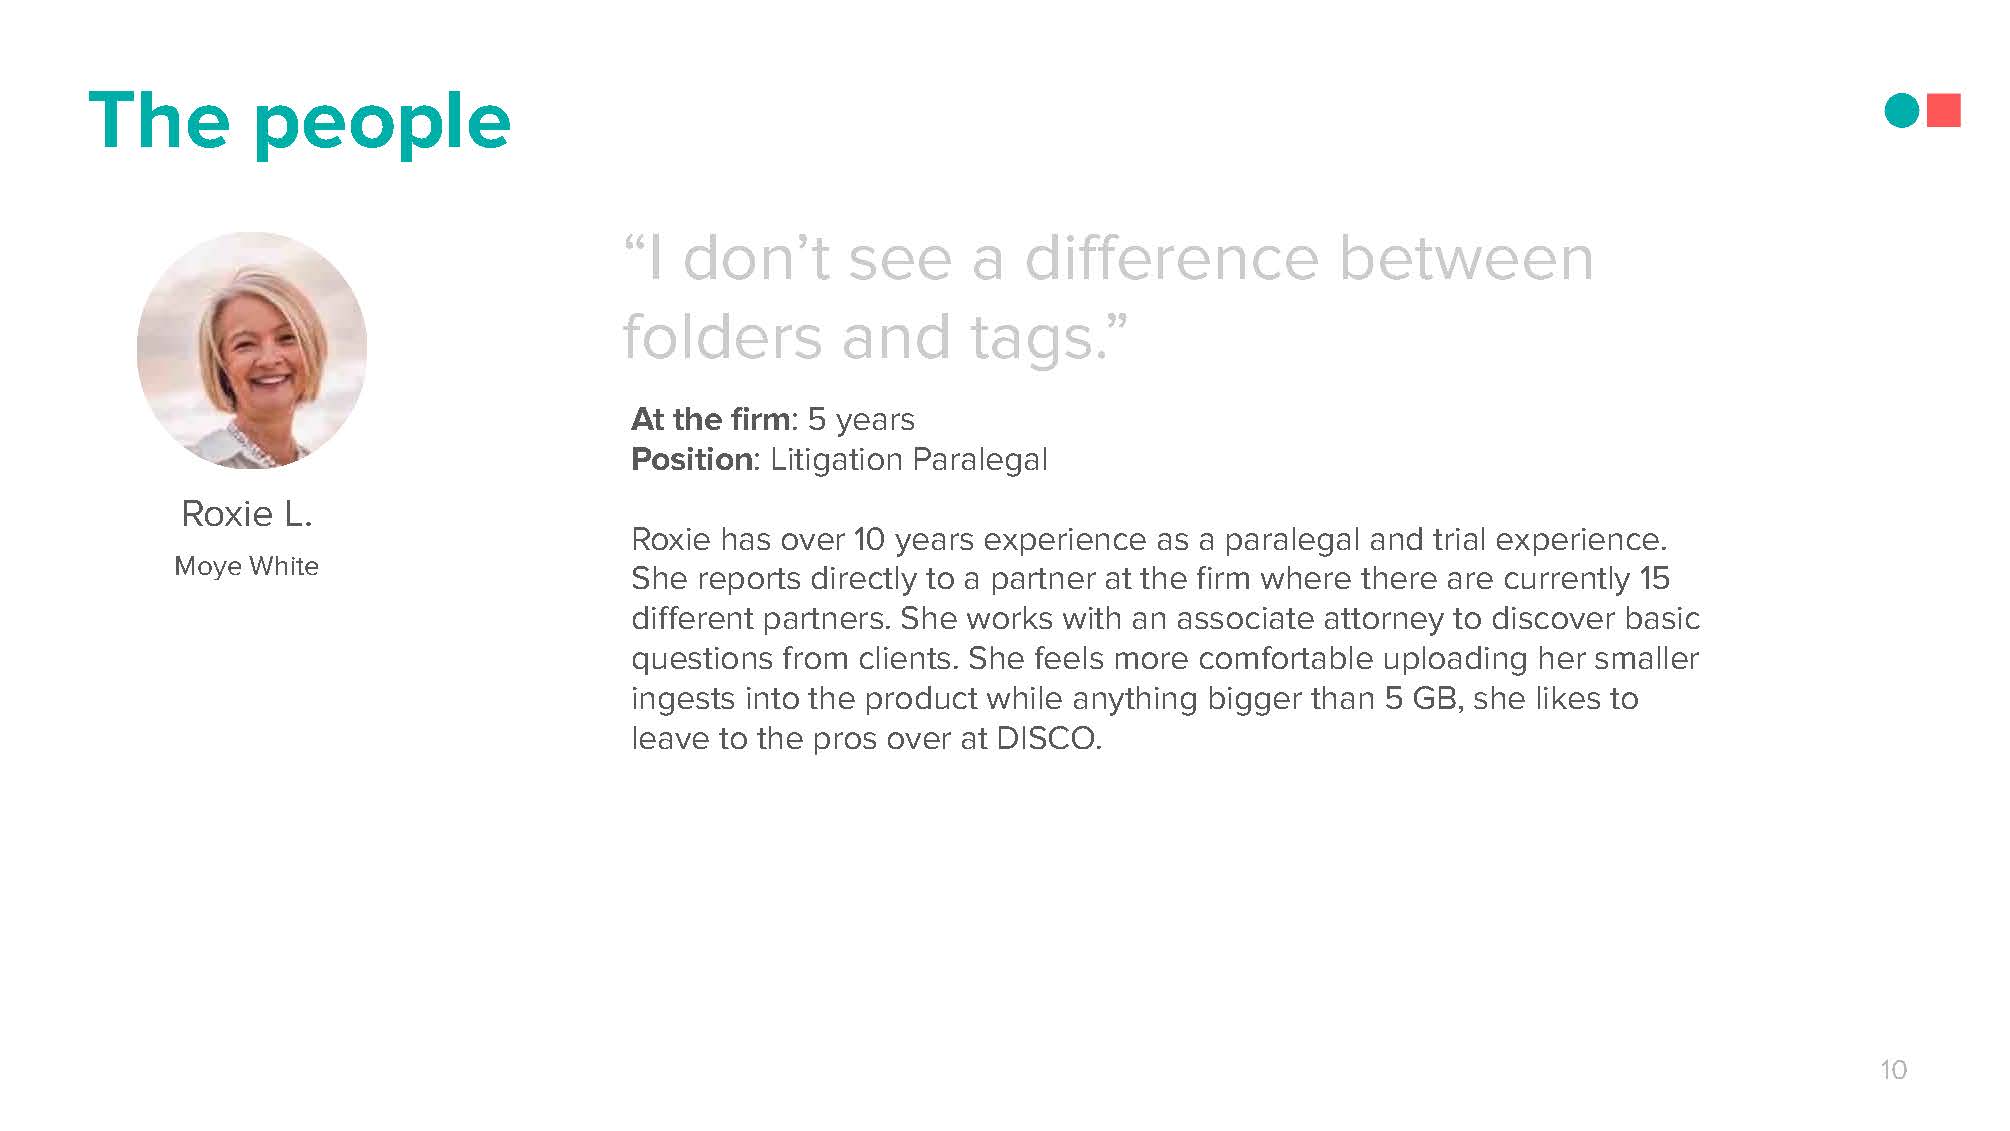 The people
Roxie L.
Moye White
“I don’t see a difference between
folders and tags.”
At the firm: 5 years
Position: Litigation Paralegal
Roxie has over 10 years experience as a paralegal and trial experience.
She reports directly to a partner at the firm where there are currently 15
different partners. She works with an associate attorney to discover basic
questions from clients. She feels more comfortable uploading her smaller
ingests into the product while anything bigger than 5 GB, she likes to
leave to the pros over at DISCO.
10